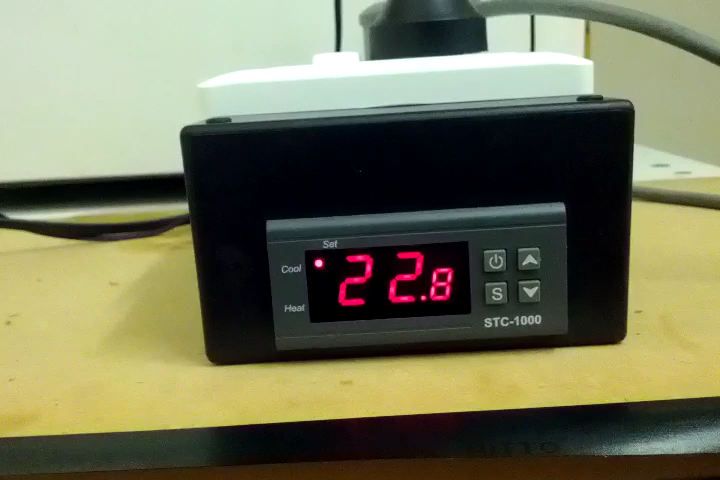 Set
Cool
22.8
Heat
S
STC-1000